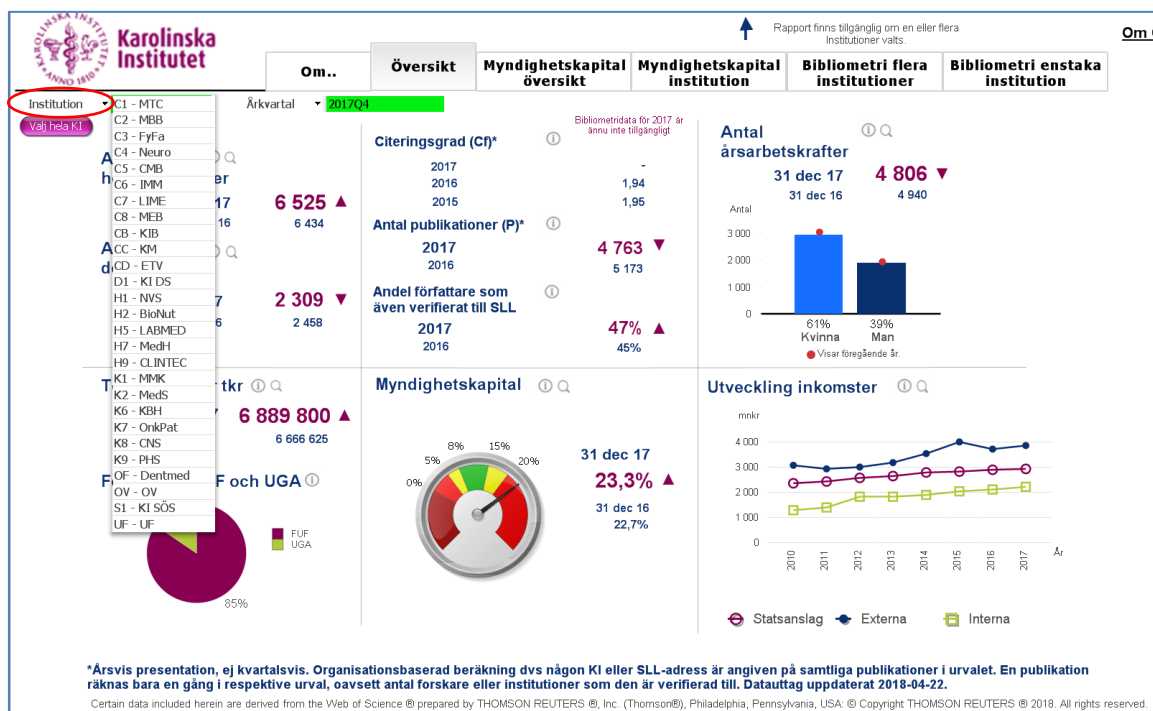 KAROLINSKA INSTITUTET
ANNO 1810
Karolinska
Institutet
Rapport finns tillgänglig om en eller flera
Institutioner valts.
Om
Om..
Översikt
Myndighetskapital
översikt
Myndighetskapital
institution
Bibliometri flera
institutioner
Bibliometri enstaka
institution
Institution
Välj hela KI
Årkvartal
2017Q4
C1 - MTC
C2 - MBB
C3 - FyFa
C4 - Neuro
C5 - CMB
C6 - IMM
C7 - LIME
C8 - MEB
CB - KIB
CC - KM
CD - ETV
D1 - KI DS
H1 - NVS
H2 - BioNut
H5 - LABMED
H7 - MedH
H9 - CLINTEC
K1 - MMK
K2 - MedS
K6 - KBH
K7 - OnkPat
K8 - CNS
K9 - PHS
OF - Dentmed
OV - OV
S1 - KI SÖS
UF - UF
A
h
er
17
6 525
16
6 434
A
d
7
2 309
6
2 458
Bibliometridata för 2017 är
ännu inte tillgängligt
Citeringsgrad (Cf)*
2017
-
2016
1,94
2015
1,95
Antal publikationer (P)*
2017
4 763
2016
5 173
Andel författare som
även verifierat till SLL
2017
47%
2016
45%
Antal
årsarbetskrafter
31 dec 17
4 806
31 dec 16
4 940
Antal
3 000
2 000
1 000
0
61%
39%
Kvinna
Man
Visar föregående år.
T
r tkr
6 889 800
6 666 625
F
F och UGA
FUF
UGA
85%
Myndighetskapital
0%
5%
8%
15%
20%
31 dec 17
23,3%
31 dec 16
22,7%
Utveckling inkomster
mnkr
4 000
3 000
2 000
1 000
0
2010
2011
2012
2013
2014
2015
2016
2017
År
Statsanslag
Externa
Interna
*Årsvis presentation, ej kvartalsvis. Organisationsbaserad beräkning dvs någon KI eller SLL-adress är angiven på samtliga publikationer i urvalet. En publikation
räknas bara en gång i respektive urval, oavsett antal forskare eller institutioner som den är verifierad till. Datauttag uppdaterat 2018-04-22.
Certain data included herein are derived from the Web of Science ® prepared by THOMSON REUTERS ®, Inc. (Thomson®), Philadelphia, Pennsylvania, USA: © Copyright THOMSON REUTERS ® 2018. All rights reserved.